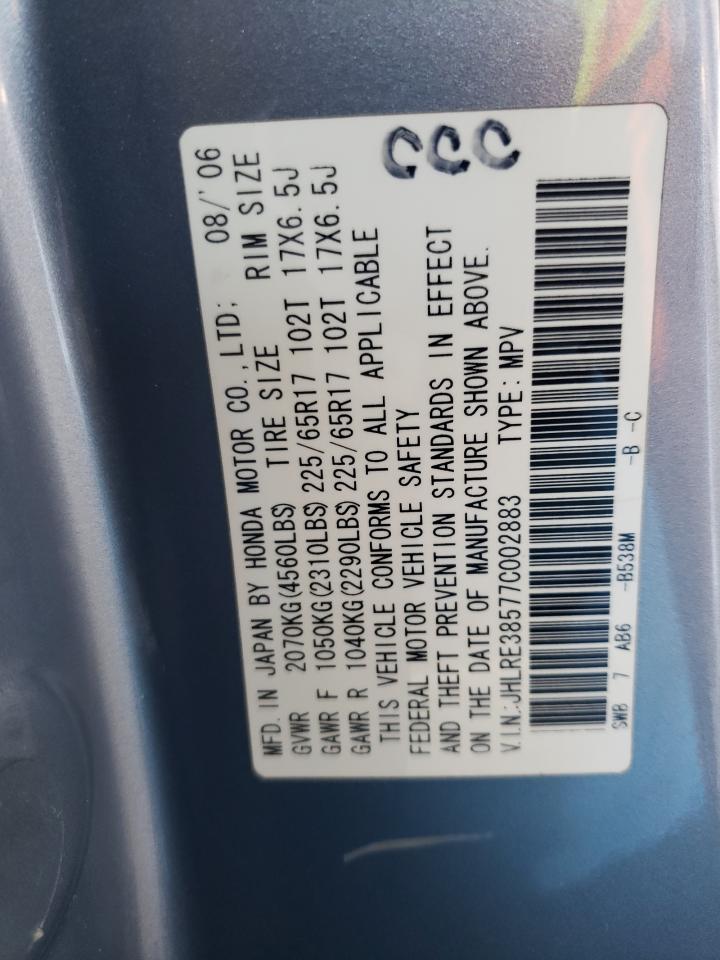 MFD. IN JAPAN BY HONDA MOTOR CO., LTD; 08/'06
GVWR 2070KG(4560LBS) TIRE SIZE RIM SIZE
GAWR F 1050KG(2310LBS) 225/65R17 102T 17X6.5J
GAWR R 1040KG(2290LBS) 225/65R17 102T 17X6.5J
THIS VEHICLE CONFORMS TO ALL APPLICABLE
FEDERAL MOTOR VEHICLE SAFETY
AND THEFT PREVENTION STANDARDS IN EFFECT
ON THE DATE OF MANUFACTURE SHOWN ABOVE.
V.I.N.:JHLRE38577C002883 TYPE: MPV
SWB 7 AB6 -B538M -B -C